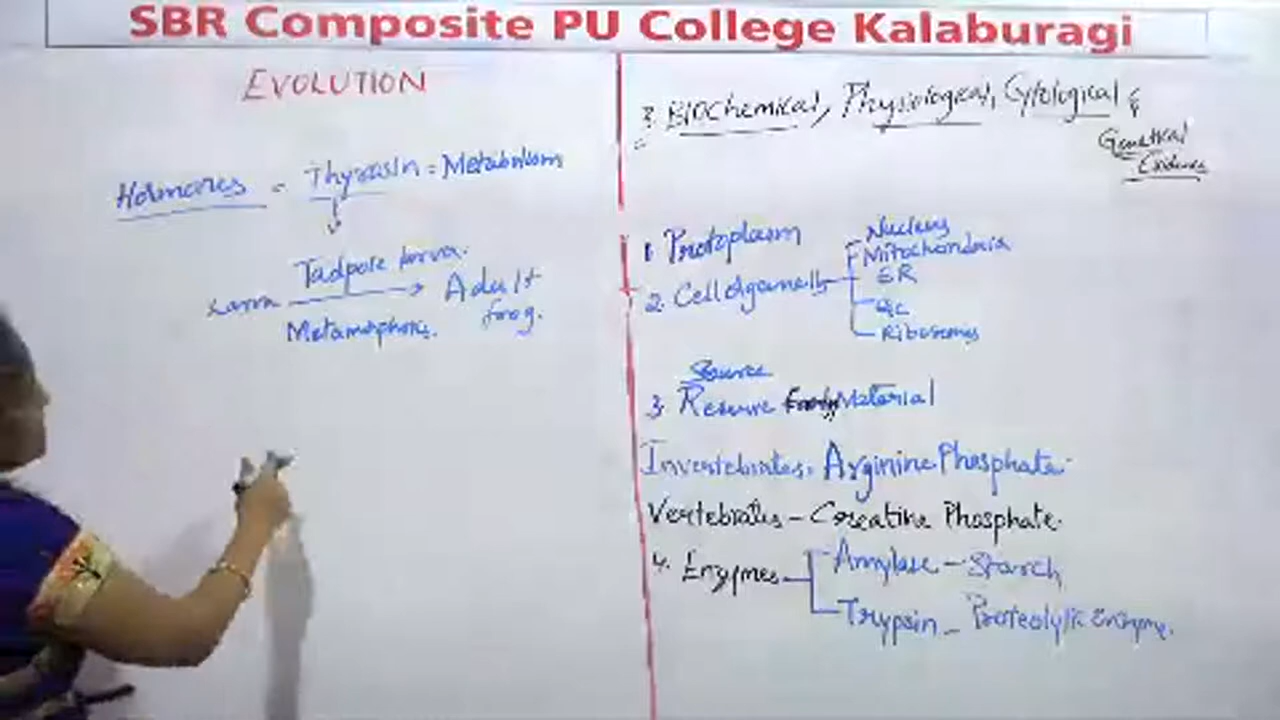 SBR Composite PU College Kalaburagi
EVOLUTION
Hormones = Thyroxin = Metabolism
Tadpole larva.
Larva Adult
Metamorphosis. frog.
3. BIOChemical, Physiological, Cytological &
Genetical
Evidence
1. Protoplasm
2. Cell organells
Nucleus
Mitochondria
ER
GC
Ribosomes
Source
3. Reserve Material
Invertebrates. Arginine Phosphate
Vertebrates - Creatine Phosphate
4. Enzymes
Amylase - Starch
Trypsin - Proteolytic Enzyme.